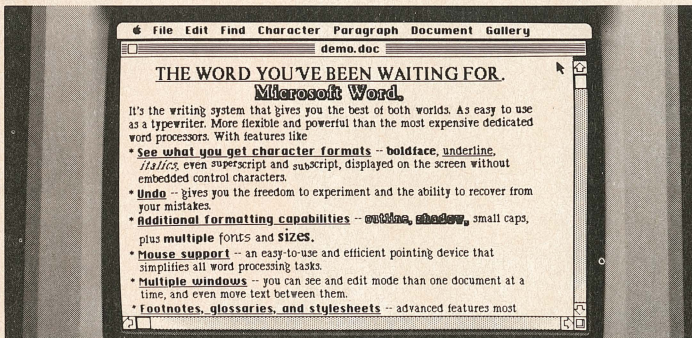 File Edit Find Character Paragraph Document Gallery
demo.doc
THE WORD YOU'VE BEEN WAITING FOR.
Microsoft Word.
It's the writing system that gives you the best of both worlds. As easy to use
as a typewriter. More flexible and powerful than the most expensive dedicated
word processors. With features like
* See what you get character formats -- boldface, underline,
italics, even superscript and subscript, displayed on the screen without
embedded control characters.
* Undo -- gives you the freedom to experiment and the ability to recover from
your mistakes.
* Additional formatting capabilities -- outline, shadow, small caps,
plus multiple fonts and sizes.
* Mouse support -- an easy-to-use and efficient pointing device that
simplifies all word processing tasks.
* Multiple windows -- you can see and edit mode than one document at a
time, and even move text between them.
* Footnotes, glossaries, and stylesheets -- advanced features most